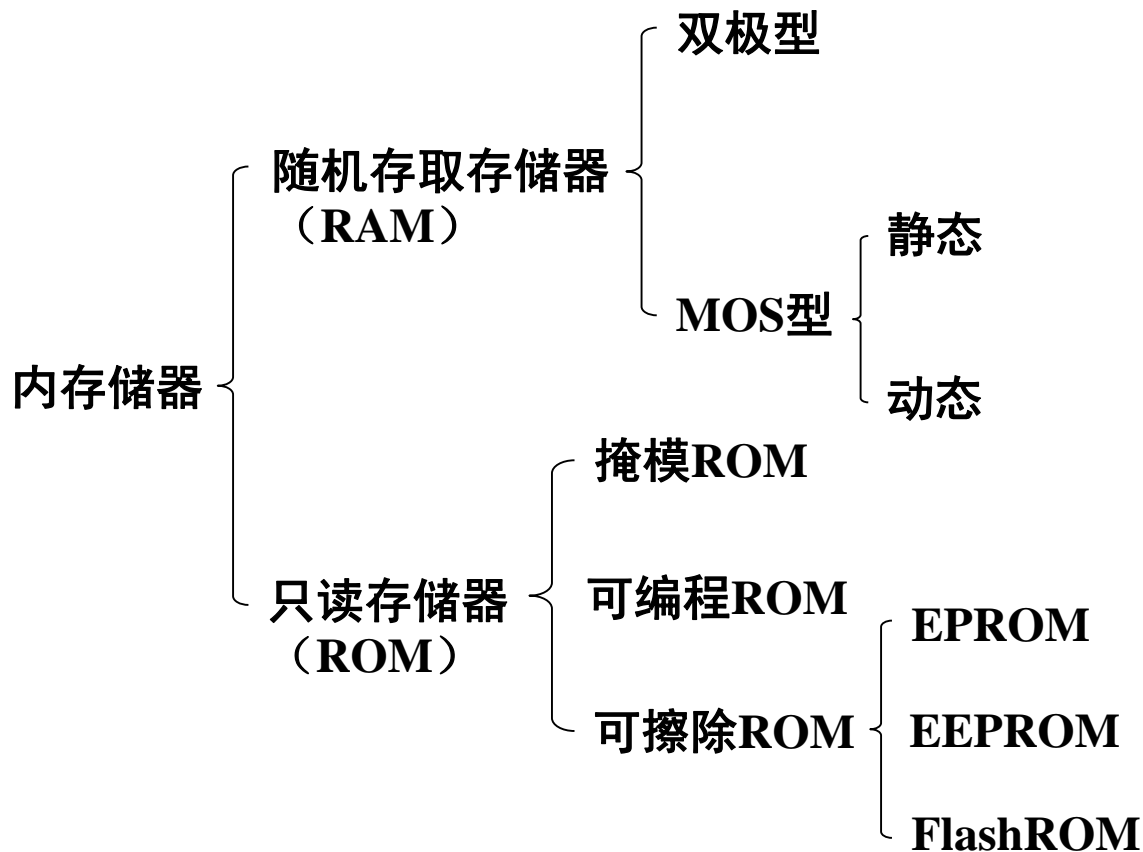 双极型
随机存取存储器
（RAM）
静态
MOS型
动态
内存储器
掩模ROM
只读存储器
（ROM）
可编程ROM
EPROM
可擦除ROM
EEPROM
FlashROM